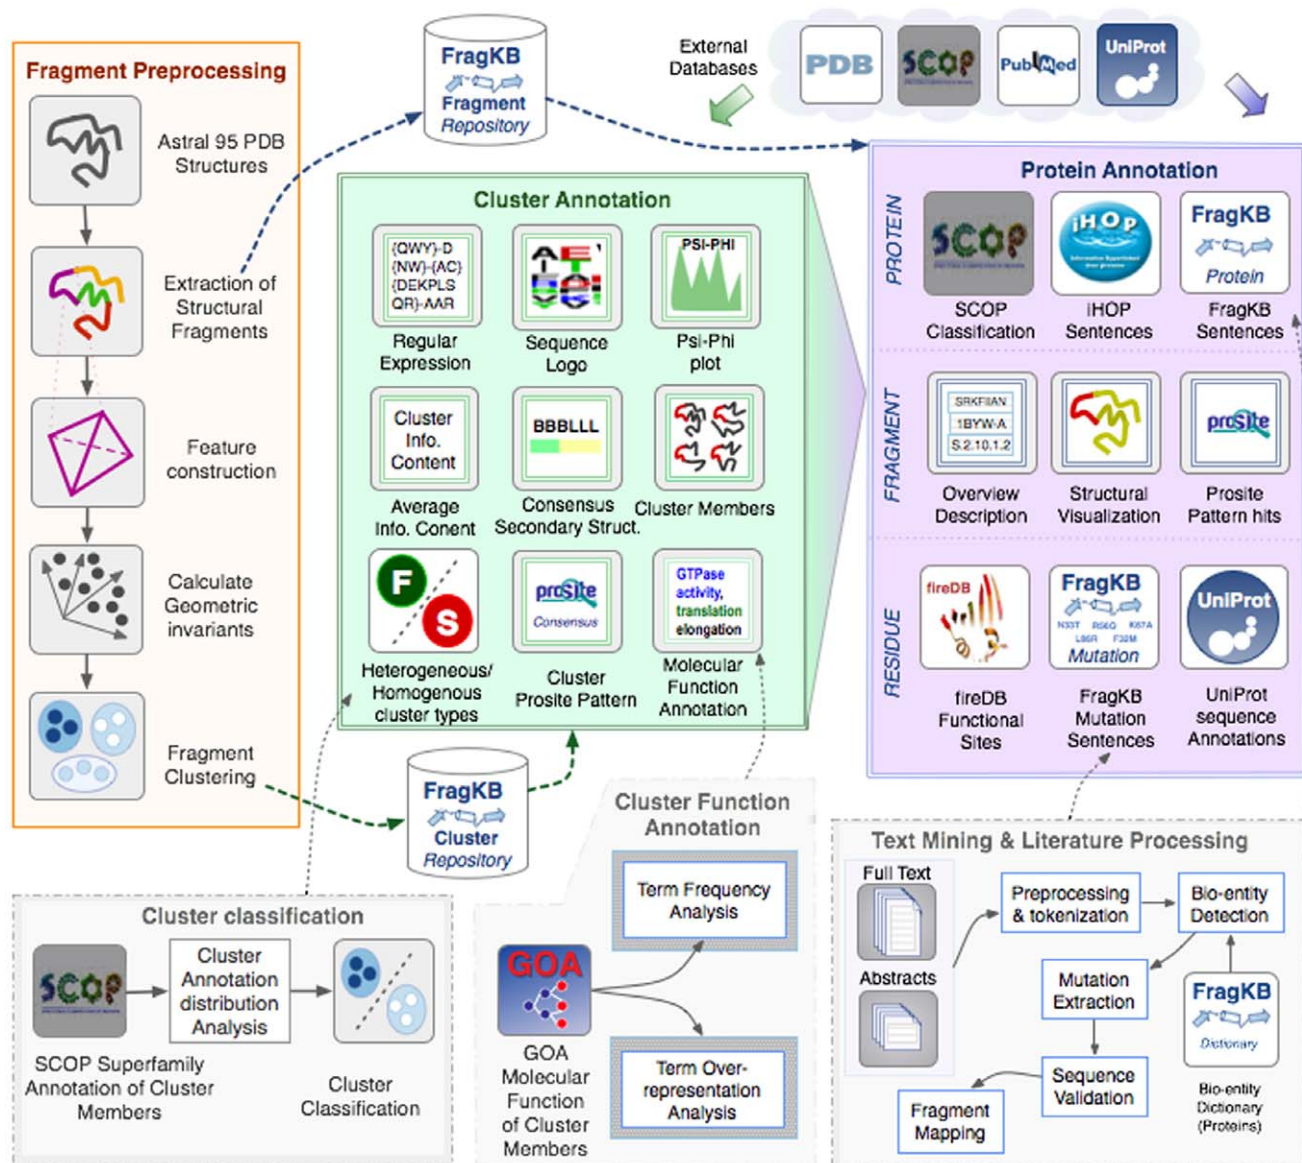 Fragment Preprocessing
Astral 95 PDB
Structures
Extraction of
Structural
Fragments
Feature
construction
Calculate
Geometric
invariants
Fragment
Clustering
FragKB
Fragment
Repository
External
Databases
PDB
SCOP
PubMed
UniProt
Cluster Annotation
{QWY}-D
{NW}-{AC}
{DEKPLS
QR}-AAR
Regular
Expression
Sequence
Logo
PSI-PHI
Psi-Phi
plot
Cluster
Info.
Content
Average
Info. Conent
BBBLLL
Consensus
Secondary Struct.
Cluster Members
F
S
Heterogeneous/
Homogenous
cluster types
prosite
Consensus
Cluster
Prosite Pattern
GTPase
activity,
translation
elongation
Molecular
Function
Annotation
Protein Annotation
PROTEIN
SCOP
SCOP
Classification
iHOP
iHOP
Sentences
FragKB
Protein
FragKB
Sentences
FRAGMENT
SRKFIIAN
1BYW-A
S.2.10.1.2
Overview
Description
Structural
Visualization
prosite
Prosite
Pattern hits
RESIDUE
fireDB
fireDB
Functional
Sites
FragKB
N33T R56Q K67A
L86R F32M
Mutation
FragKB
Mutation
Sentences
UniProt
UniProt
sequence
Annotations
FragKB
Cluster
Repository
Cluster classification
SCOP
SCOP Superfamily
Annotation of Cluster
Members
Cluster
Annotation
distribution
Analysis
Cluster
Classification
Cluster Function
Annotation
GOA
GOA
Molecular
Function
of Cluster
Members
Term Frequency
Analysis
Term Over-
representation
Analysis
Text Mining & Literature Processing
Full Text
Abstracts
Preprocessing
& tokenization
Bio-entity
Detection
Mutation
Extraction
Sequence
Validation
Fragment
Mapping
FragKB
Dictionary
Bio-entity
Dictionary
(Proteins)